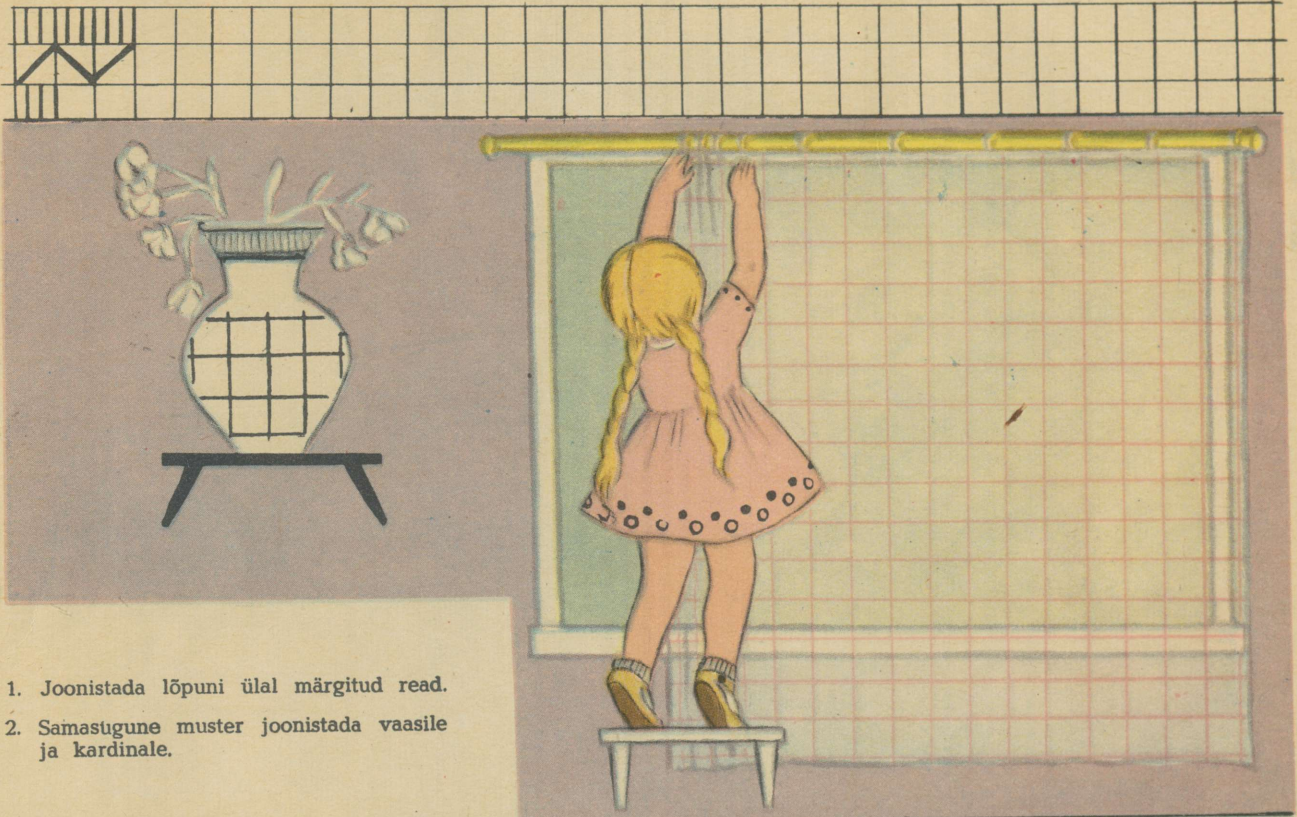 1. Joonistada lõpuni ülal märgitud read.
2. Samasugune muster joonistada vaasile
ja kardinale.